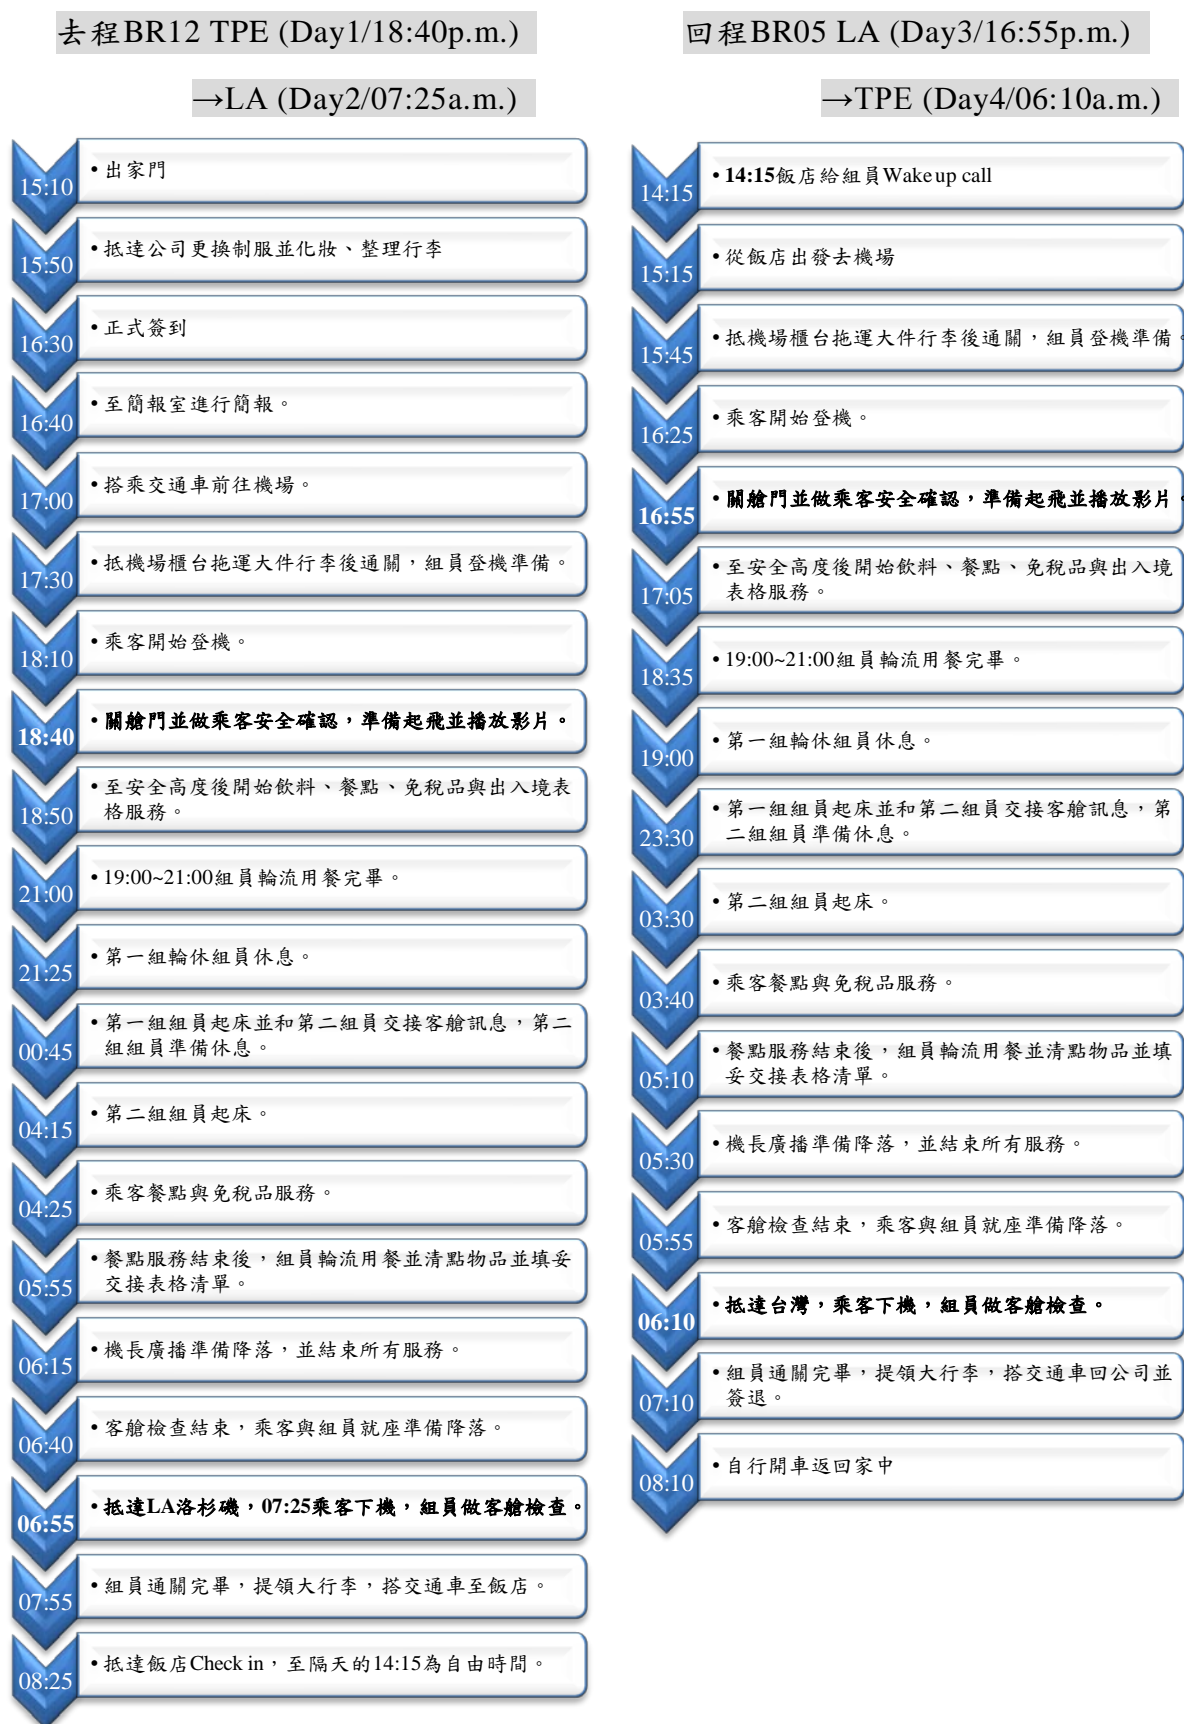 去程BR12 TPE (Day1/18:40p.m.)
→LA (Day2/07:25a.m.)
15:10
• 出家門
15:50
• 抵達公司更換制服並化妝、整理行李
16:30
• 正式簽到
16:40
• 至簡報室進行簡報。
17:00
• 搭乘交通車前往機場。
17:30
• 抵機場櫃台拖運大件行李後通關，組員登機準備。
18:10
• 乘客開始登機。
18:40
• 關艙門並做乘客安全確認，準備起飛並播放影片。
18:50
• 至安全高度後開始飲料、餐點、免稅品與出入境表
格服務。
21:00
• 19:00~21:00組員輪流用餐完畢。
21:25
• 第一組輪休組員休息。
00:45
• 第一組組員起床並和第二組員交接客艙訊息，第二
組組員準備休息。
04:15
• 第二組組員起床。
04:25
• 乘客餐點與免稅品服務。
05:55
• 餐點服務結束後，組員輪流用餐並清點物品並填妥
交接表格清單。
06:15
• 機長廣播準備降落，並結束所有服務。
06:40
• 客艙檢查結束，乘客與組員就座準備降落。
06:55
• 抵達LA洛杉磯，07:25乘客下機，組員做客艙檢查。
07:55
• 組員通關完畢，提領大行李，搭交通車至飯店。
08:25
• 抵達飯店Check in，至隔天的14:15為自由時間。
回程BR05 LA (Day3/16:55p.m.)
→TPE (Day4/06:10a.m.)
14:15
• 14:15飯店給組員Wake up call
15:15
• 從飯店出發去機場
15:45
• 抵機場櫃台拖運大件行李後通關，組員登機準備。
16:25
• 乘客開始登機。
16:55
• 關艙門並做乘客安全確認，準備起飛並播放影片。
17:05
• 至安全高度後開始飲料、餐點、免稅品與出入境
表格服務。
18:35
• 19:00~21:00組員輪流用餐完畢。
19:00
• 第一組輪休組員休息。
23:30
• 第一組組員起床並和第二組員交接客艙訊息，第
二組組員準備休息。
03:30
• 第二組組員起床。
03:40
• 乘客餐點與免稅品服務。
05:10
• 餐點服務結束後，組員輪流用餐並清點物品並填
妥交接表格清單。
05:30
• 機長廣播準備降落，並結束所有服務。
05:55
• 客艙檢查結束，乘客與組員就座準備降落。
06:10
• 抵達台灣，乘客下機，組員做客艙檢查。
07:10
• 組員通關完畢，提領大行李，搭交通車回公司並
簽退。
08:10
• 自行開車返回家中